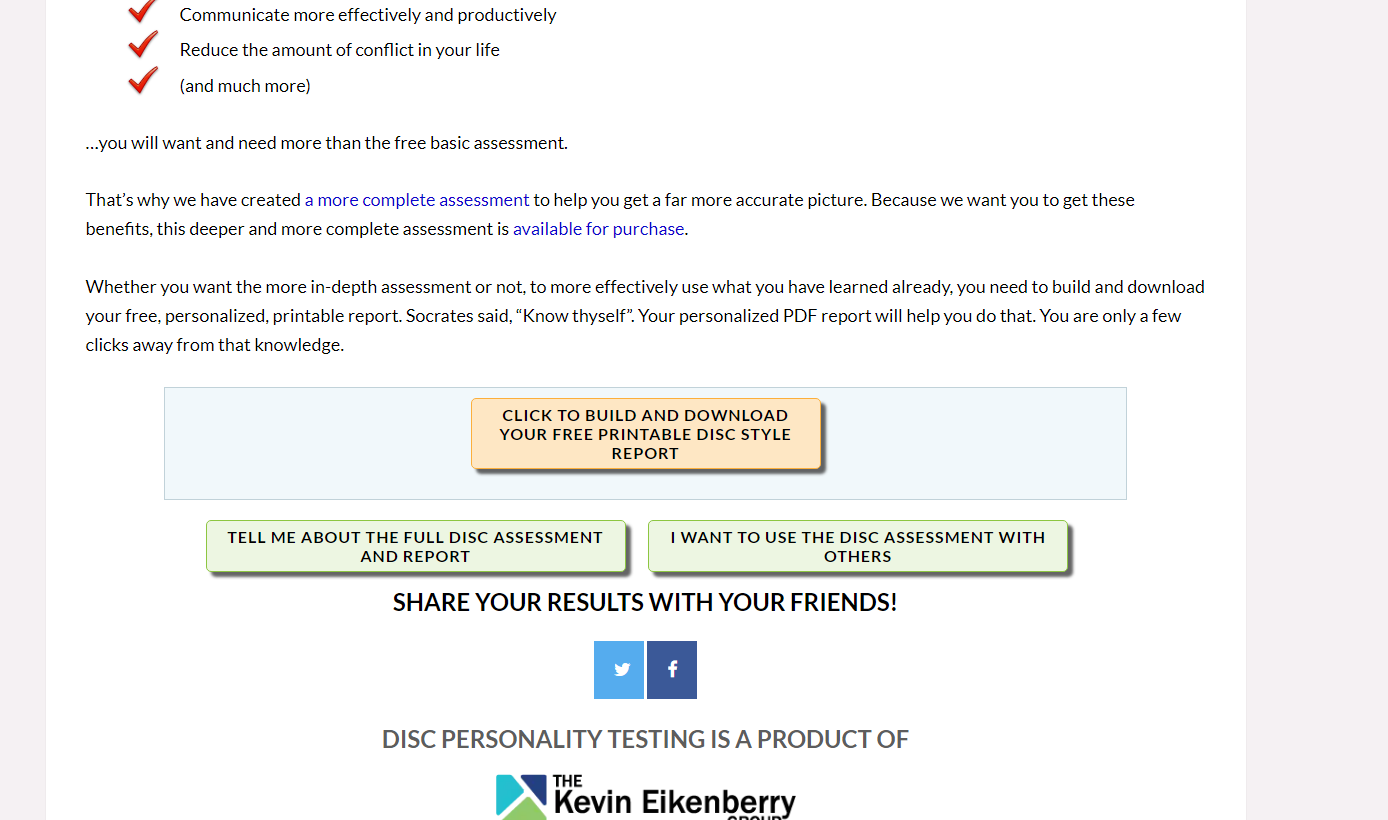 Communicate more effectively and productively
Reduce the amount of conflict in your life
(and much more)
…you will want and need more than the free basic assessment.
That’s why we have created a more complete assessment to help you get a far more accurate picture. Because we want you to get these
benefits, this deeper and more complete assessment is available for purchase.
Whether you want the more in-depth assessment or not, to more effectively use what you have learned already, you need to build and download
your free, personalized, printable report. Socrates said, “Know thyself”. Your personalized PDF report will help you do that. You are only a few
clicks away from that knowledge.
CLICK TO BUILD AND DOWNLOAD
YOUR FREE PRINTABLE DISC STYLE
REPORT
TELL ME ABOUT THE FULL DISC ASSESSMENT
AND REPORT
I WANT TO USE THE DISC ASSESSMENT WITH
OTHERS
SHARE YOUR RESULTS WITH YOUR FRIENDS!
DISC PERSONALITY TESTING IS A PRODUCT OF
THE
Kevin Eikenberry
GROUP